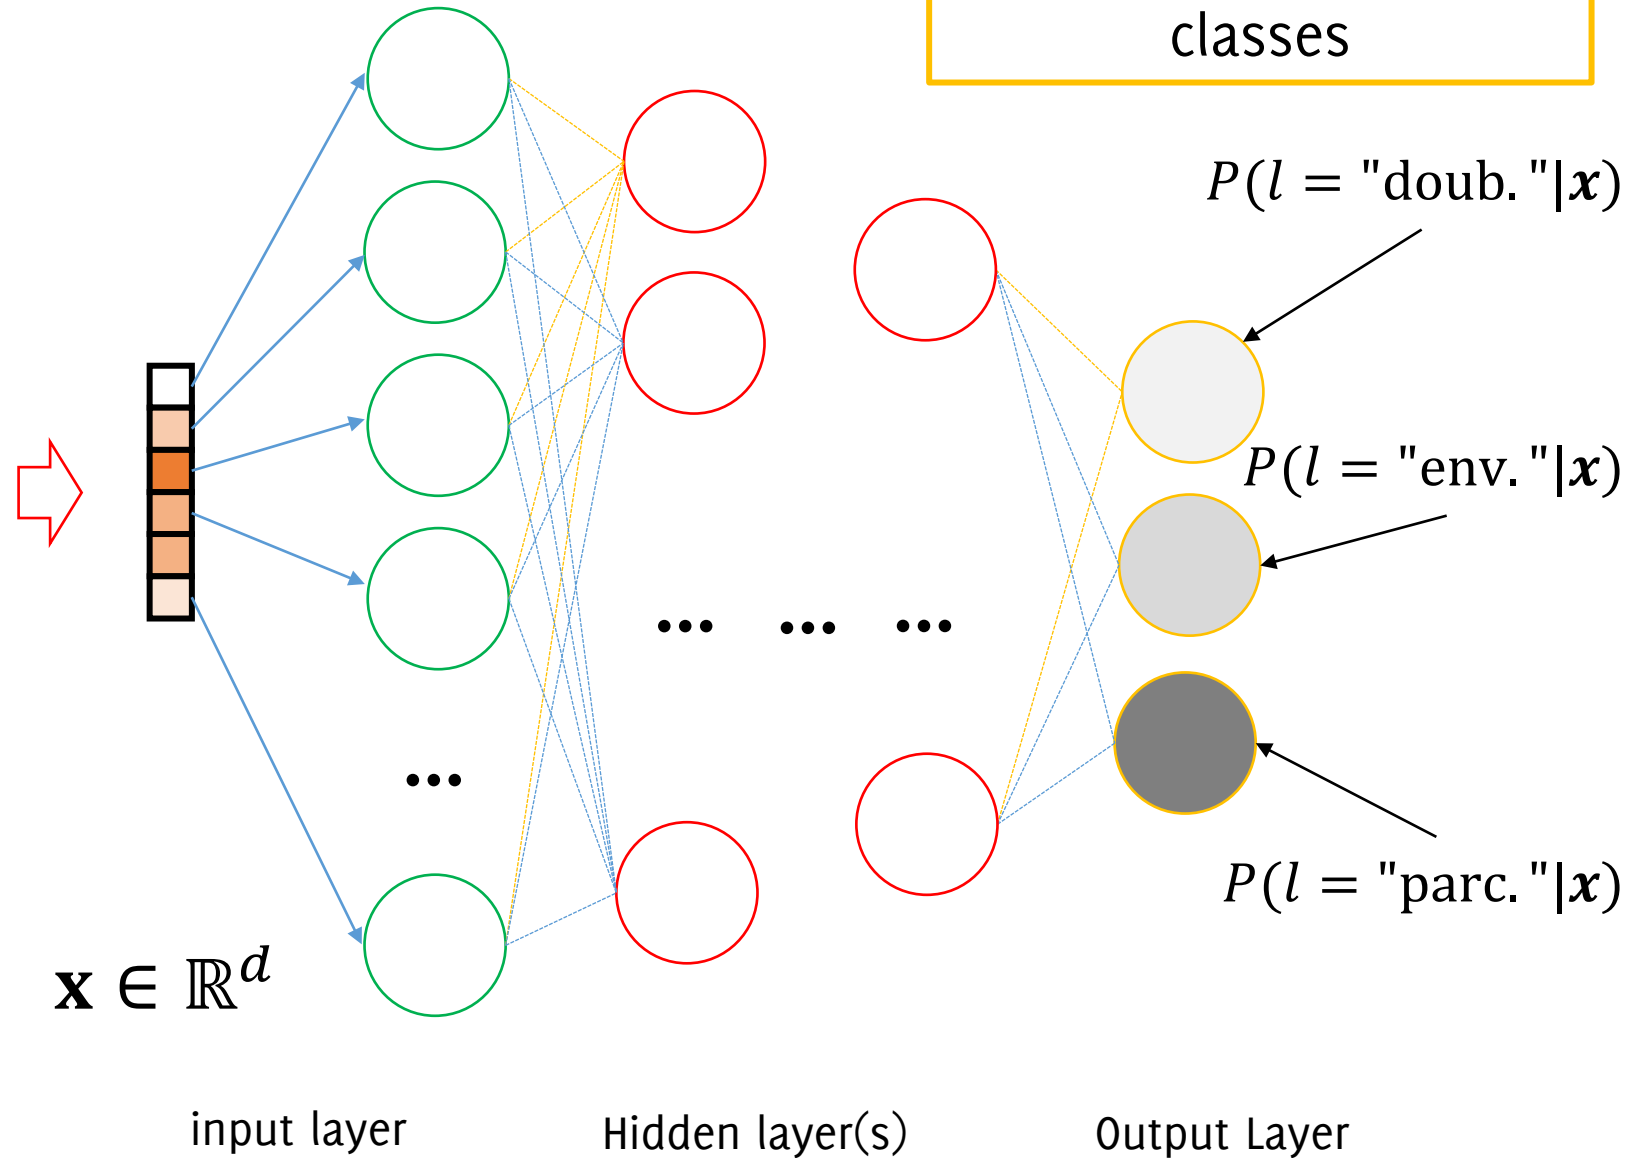 classes
P(l = "doub. "|x)
P(l = "env. "|x)
•••
••• ••• •••
P(l = "parc. "|x)
x ∈ ℝ^d
input layer
Hidden layer(s)
Output Layer